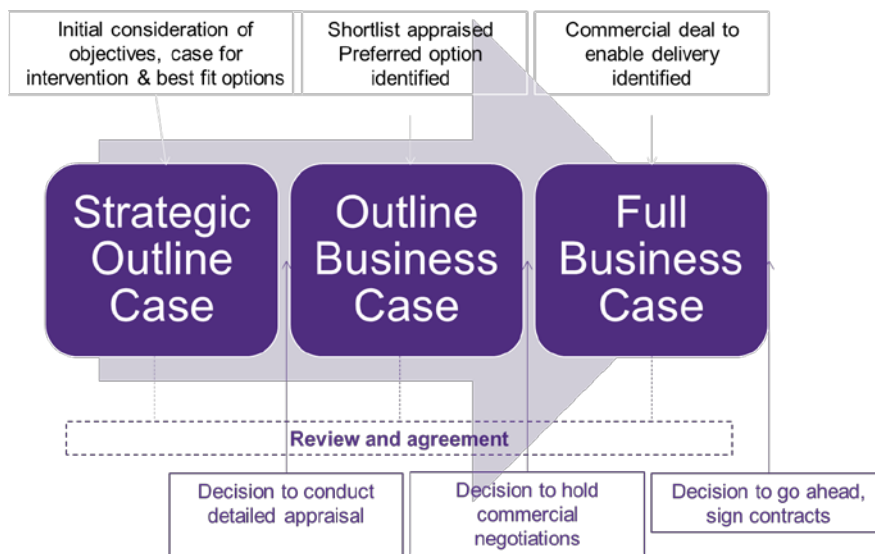 Initial consideration of
objectives, case for
intervention & best fit options
Shortlist appraised
Preferred option
identified
Commercial deal to
enable delivery
identified
Strategic
Outline
Case
Outline
Business
Case
Full
Business
Case
Review and agreement
Decision to conduct
detailed appraisal
Decision to hold
commercial
negotiations
Decision to go ahead,
sign contracts